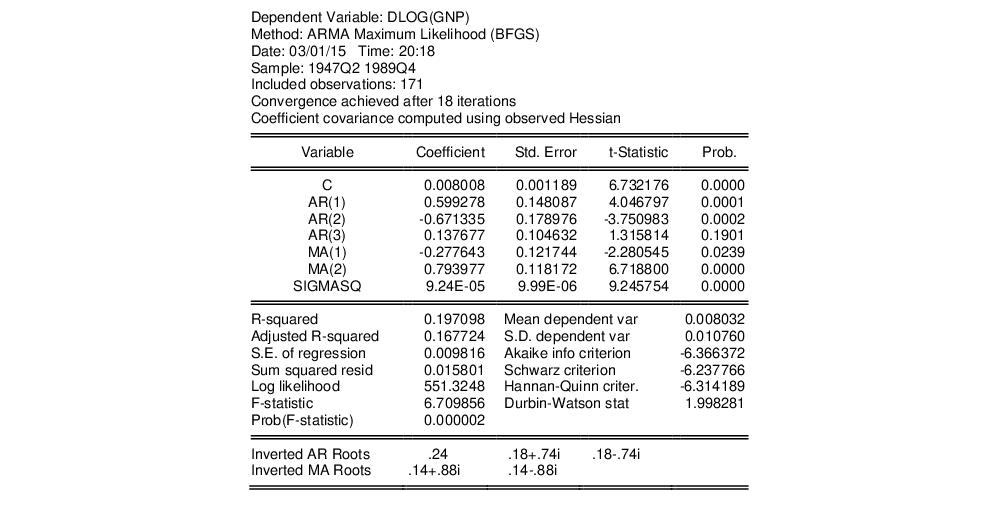 Dependent Variable: DLOG(GNP)
Method: ARMA Maximum Likelihood (BFGS)
Date: 03/01/15 Time: 20:18
Sample: 1947Q2 1989Q4
Included observations: 171
Convergence achieved after 18 iterations
Coefficient covariance computed using observed Hessian
Variable Coefficient Std. Error t-Statistic Prob.
C 0.008008 0.001189 6.732176 0.0000
AR(1) 0.599278 0.148087 4.046797 0.0001
AR(2) -0.671335 0.178976 -3.750983 0.0002
AR(3) 0.137677 0.104632 1.315814 0.1901
MA(1) -0.277643 0.121744 -2.280545 0.0239
MA(2) 0.793977 0.118172 6.718800 0.0000
SIGMASQ 9.24E-05 9.99E-06 9.245754 0.0000
R-squared 0.197098 Mean dependent var 0.008032
Adjusted R-squared 0.167724 S.D. dependent var 0.010760
S.E. of regression 0.009816 Akaike info criterion -6.366372
Sum squared resid 0.015801 Schwarz criterion -6.237766
Log likelihood 551.3248 Hannan-Quinn criter. -6.314189
F-statistic 6.709856 Durbin-Watson stat 1.998281
Prob(F-statistic) 0.000002
Inverted AR Roots .24 .18+.74i .18-.74i
Inverted MA Roots .14+.88i .14-.88i